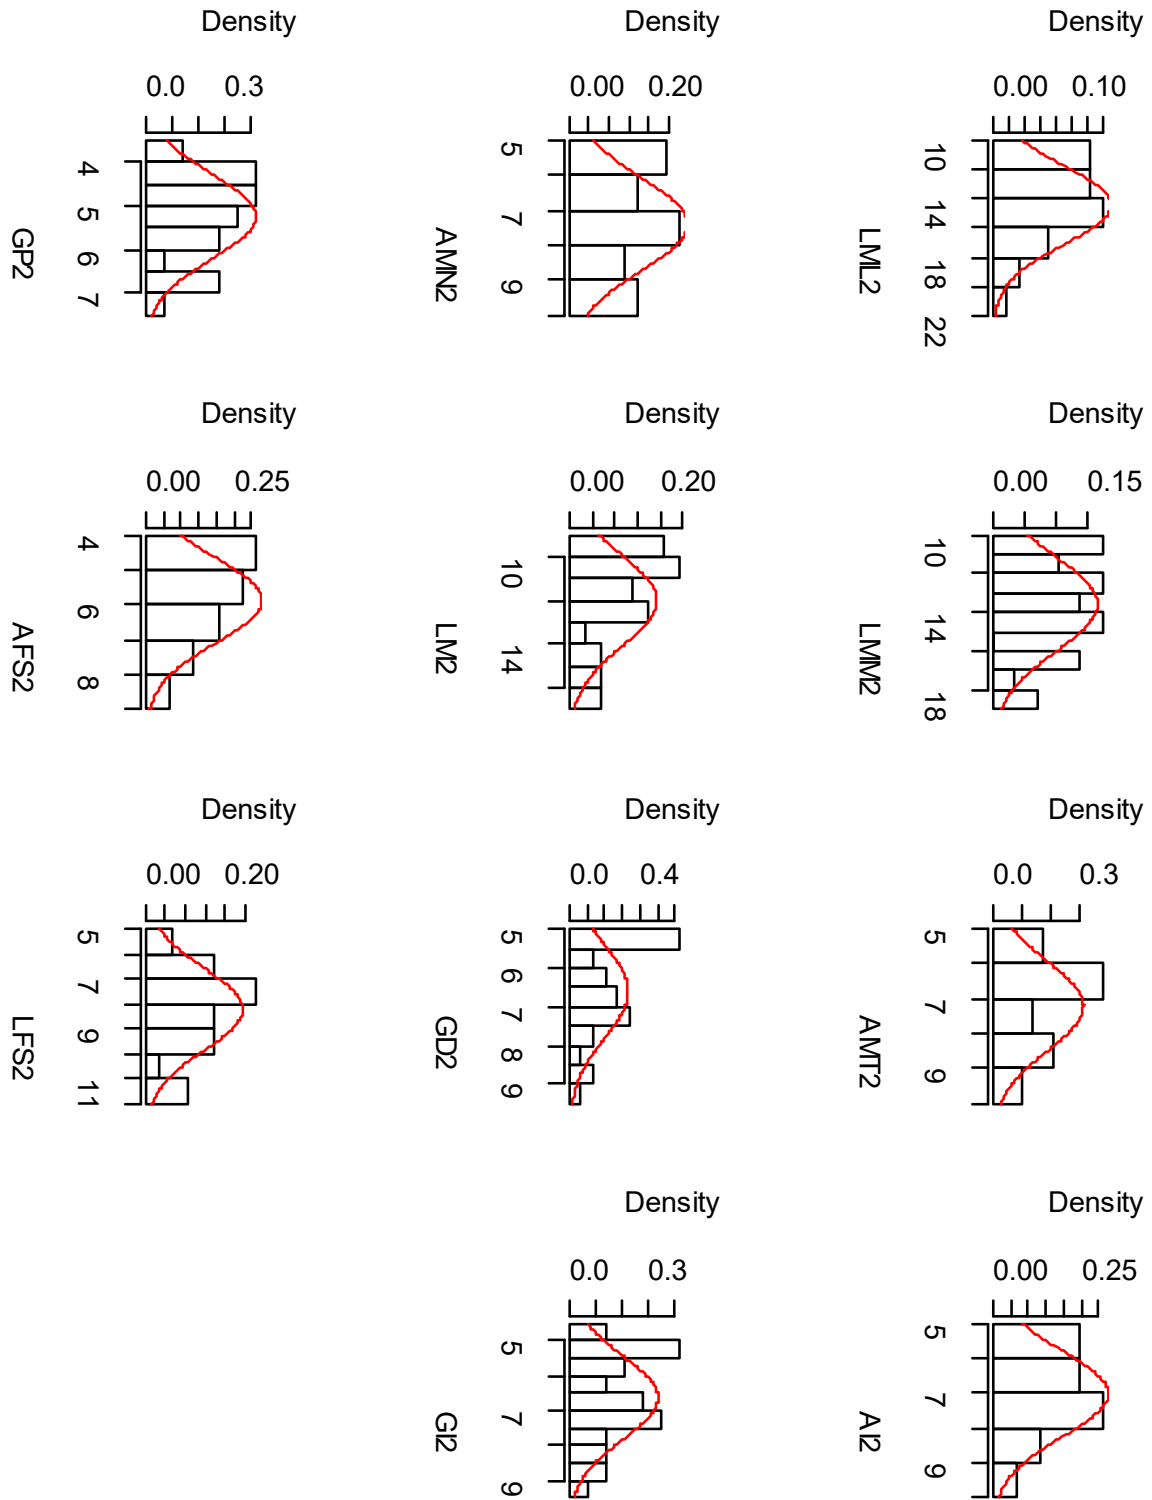 Density
0.0 0.3
4 5 6 7
GP2
Density
0.00 0.20
5 7 9
AMN2
Density
0.00 0.10
10 14 18 22
LML2
Density
0.00 0.25
4 6 8
AFS2
Density
0.00 0.20
10 14
LM2
Density
0.00 0.15
10 14 18
LMM2
Density
0.00 0.20
5 7 9 11
LFS2
Density
0.0 0.4
5 6 7 8 9
GD2
Density
0.0 0.3
5 7 9
AMT2
Density
0.0 0.3
5 7 9
GI2
Density
0.00 0.25
5 7 9
AI2